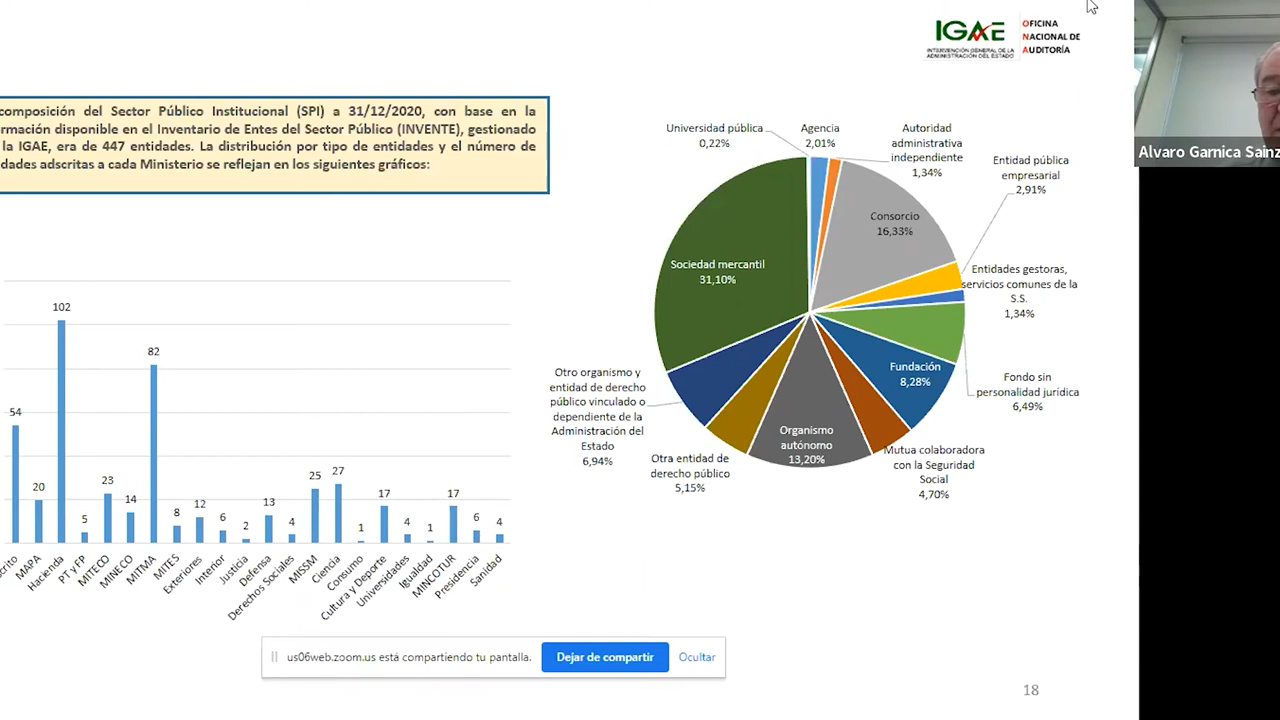 IGAE
INTERVENCIÓN GENERAL DE LA
ADMINISTRACIÓN DEL ESTADO
OFICINA
NACIONAL DE
AUDITORÍA
composición del Sector Público Institucional (SPI) a 31/12/2020, con base en la
ormación disponible en el Inventario de Entes del Sector Público (INVENTE), gestionado
la IGAE, era de 447 entidades. La distribución por tipo de entidades y el número de
dades adscritas a cada Ministerio se reflejan en los siguientes gráficos:
Alvaro Garnica Sainz
Universidad pública
0,22%
Agencia
2,01%
Autoridad
administrativa
independiente
1,34%
Entidad pública
empresarial
2,91%
Consorcio
16,33%
Entidades gestoras,
servicios comunes de la
S.S.
1,34%
Sociedad mercantil
31,10%
Fondo sin
personalidad jurídica
6,49%
Fundación
8,28%
Mutua colaboradora
con la Seguridad
Social
4,70%
Organismo
autónomo
13,20%
Otra entidad de
derecho público
5,15%
Otro organismo y
entidad de derecho
público vinculado o
dependiente de la
Administración del
Estado
6,94%
54
20
102
5
23
14
82
8
12
6
2
13
4
25
27
1
17
4
1
17
6
4
crito
MAPA
Hacienda
PT y FP
MITECO
MINECO
MITMA
MITES
Exteriores
Interior
Justicia
Defensa
Derechos Sociales
MISSM
Ciencia
Consumo
Cultura y Deporte
Universidades
Igualdad
MINCOTUR
Presidencia
Sanidad
us06web.zoom.us está compartiendo tu pantalla.
Dejar de compartir
Ocultar
18